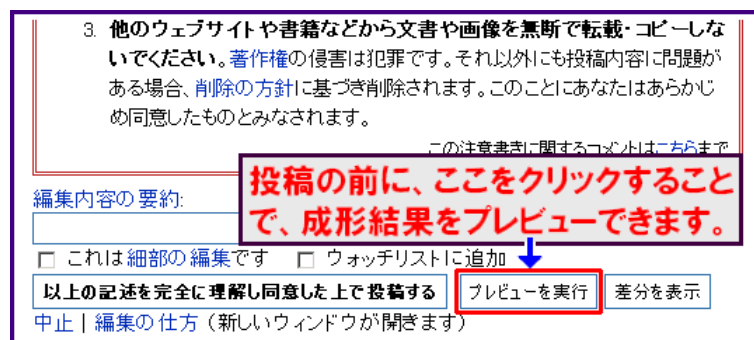 3. 他のウェブサイトや書籍などから文書や画像を無断で転載・コピーしな
いでください。著作権の侵害は犯罪です。それ以外にも投稿内容に問題が
ある場合、削除の方針に基づき削除されます。このことにあなたはあらかじ
め同意したものとみなされます。
この注意書きに関するコメントはこちらまで
投稿の前に、ここをクリックすること
で、成形結果をプレビューできます。
編集内容の要約:
これは細部の編集です ウォッチリストに追加
以上の記述を完全に理解し同意した上で投稿する プレビューを実行 差分を表示
中止 | 編集の仕方 (新しいウィンドウが開きます)